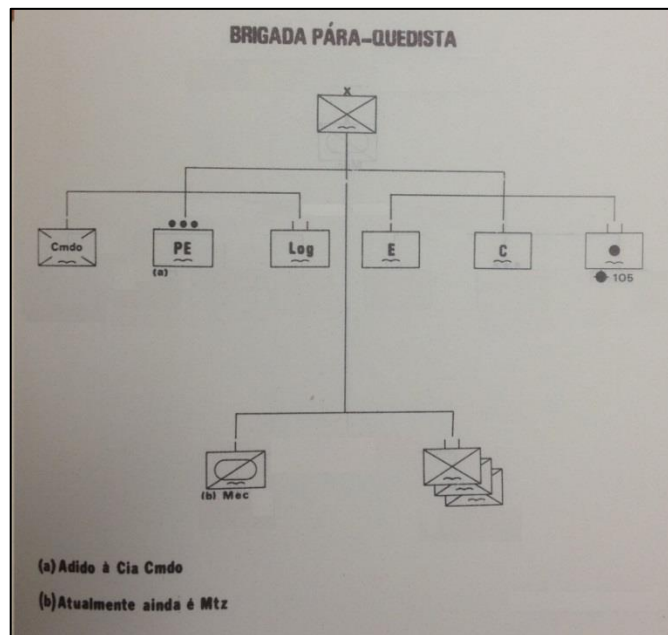 BRIGADA PÁRA-QUEDISTA
X
Cmdo
PE
Log
E
C
(a)
105
(b) Mec
(a) Adido à Cia Cmdo
(b) Atualmente ainda é Mtz